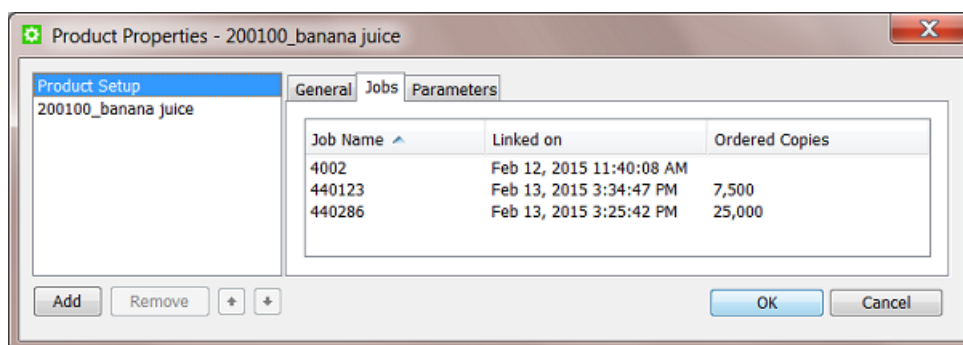 Product Properties - 200100_banana juice
X
Product Setup
200100_banana juice
General Jobs Parameters
Job Name Linked on Ordered Copies
4002 Feb 12, 2015 11:40:08 AM
440123 Feb 13, 2015 3:34:47 PM 7,500
440286 Feb 13, 2015 3:25:42 PM 25,000
Add Remove OK Cancel